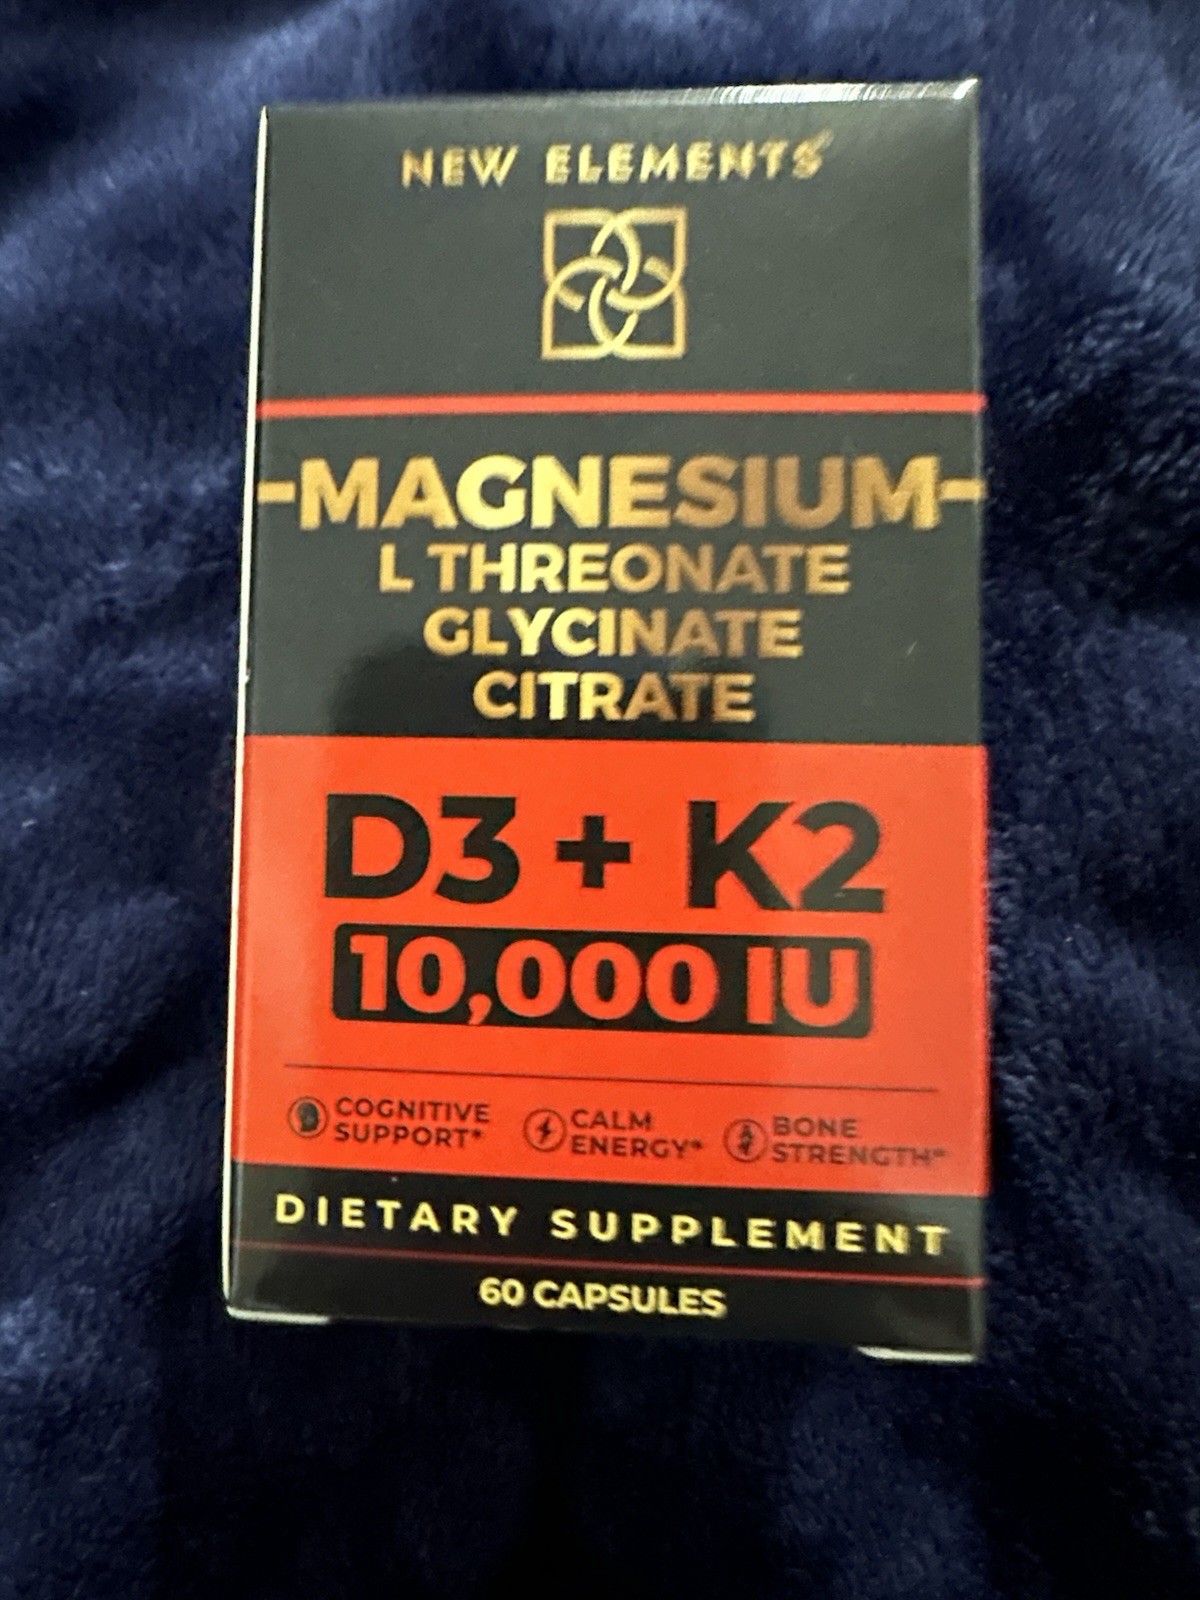 NEW ELEMENTS®
-MAGNESIUM-
L THREONATE
GLYCINATE
CITRATE
D3 + K2
10,000 IU
COGNITIVE
SUPPORT*
CALM
ENERGY*
BONE
STRENGTH*
DIETARY SUPPLEMENT
60 CAPSULES